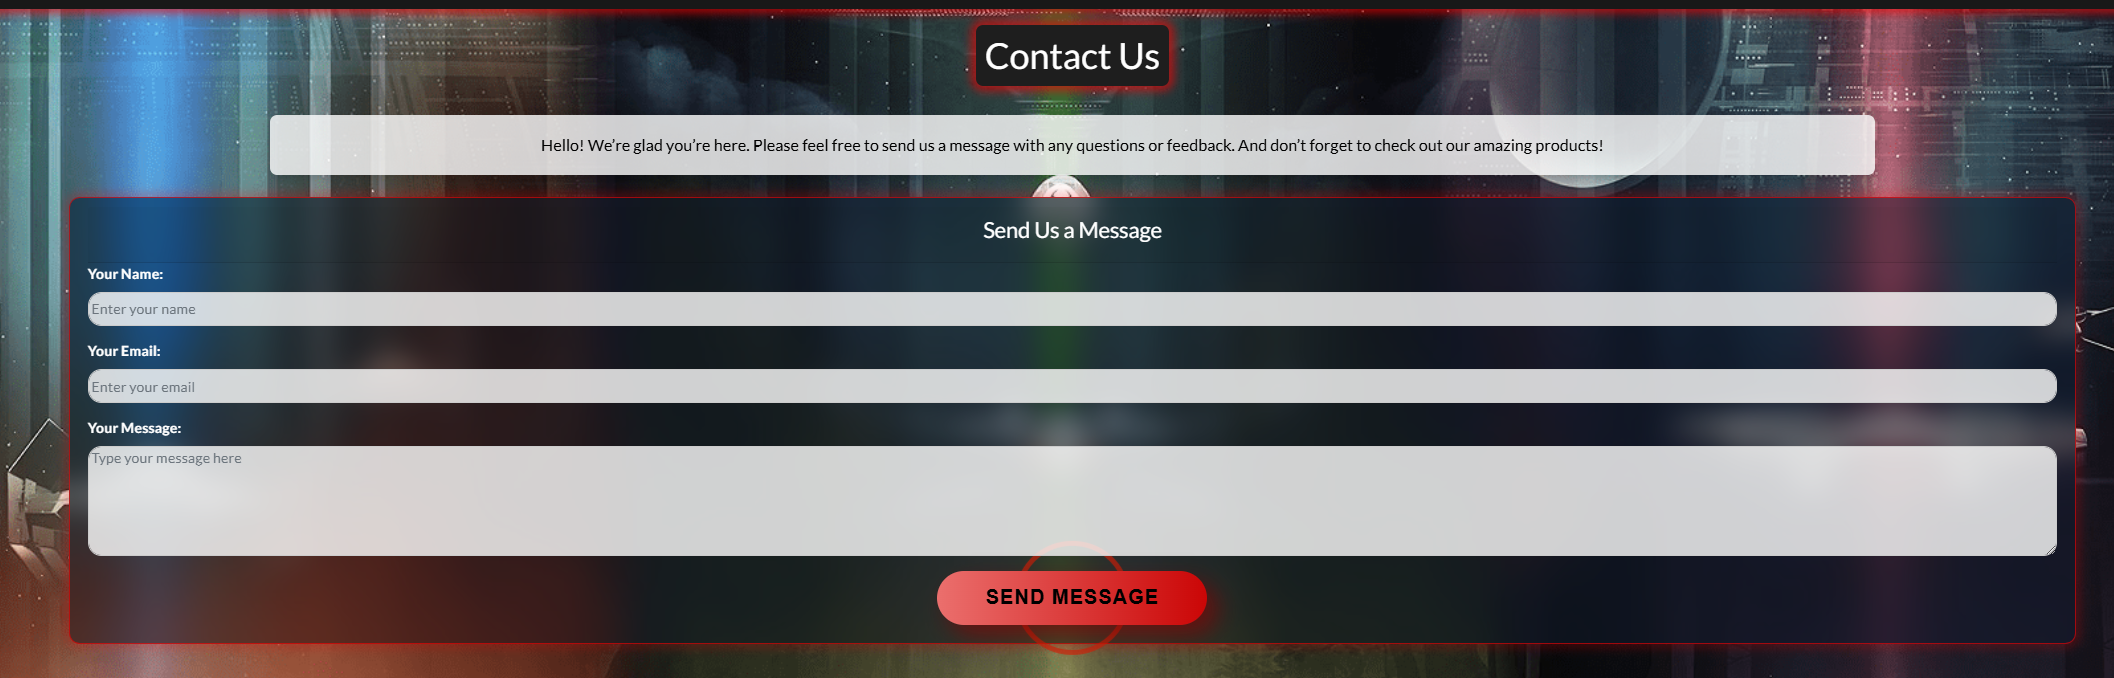 Contact Us
Hello! We’re glad you’re here. Please feel free to send us a message with any questions or feedback. And don’t forget to check out our amazing products!
Send Us a Message
Your Name:
Enter your name
Your Email:
Enter your email
Your Message:
Type your message here
SEND MESSAGE